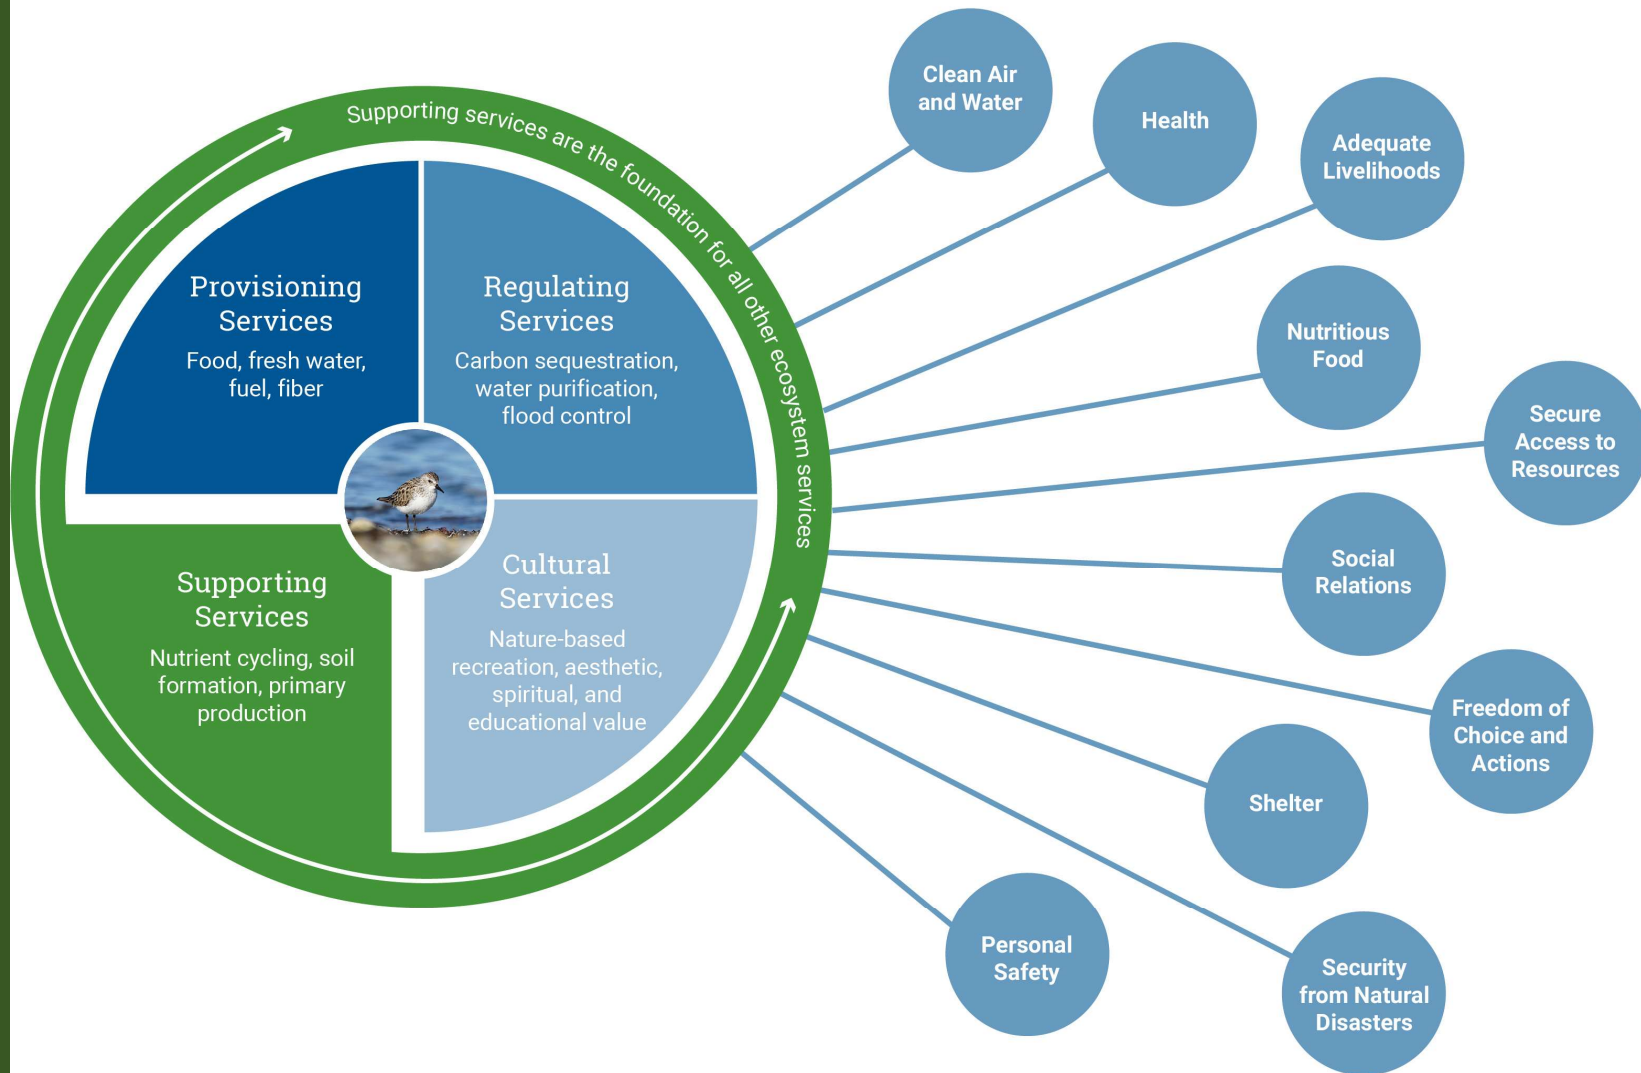 Supporting services are the foundation for all other ecosystem services
Provisioning
Services
Food, fresh water,
fuel, fiber
Regulating
Services
Carbon sequestration,
water purification,
flood control
Supporting
Services
Nutrient cycling, soil
formation, primary
production
Cultural
Services
Nature-based
recreation, aesthetic,
spiritual, and
educational value
Clean Air
and Water
Health
Adequate
Livelihoods
Nutritious
Food
Secure
Access to
Resources
Social
Relations
Freedom of
Choice and
Actions
Shelter
Security
from Natural
Disasters
Personal
Safety